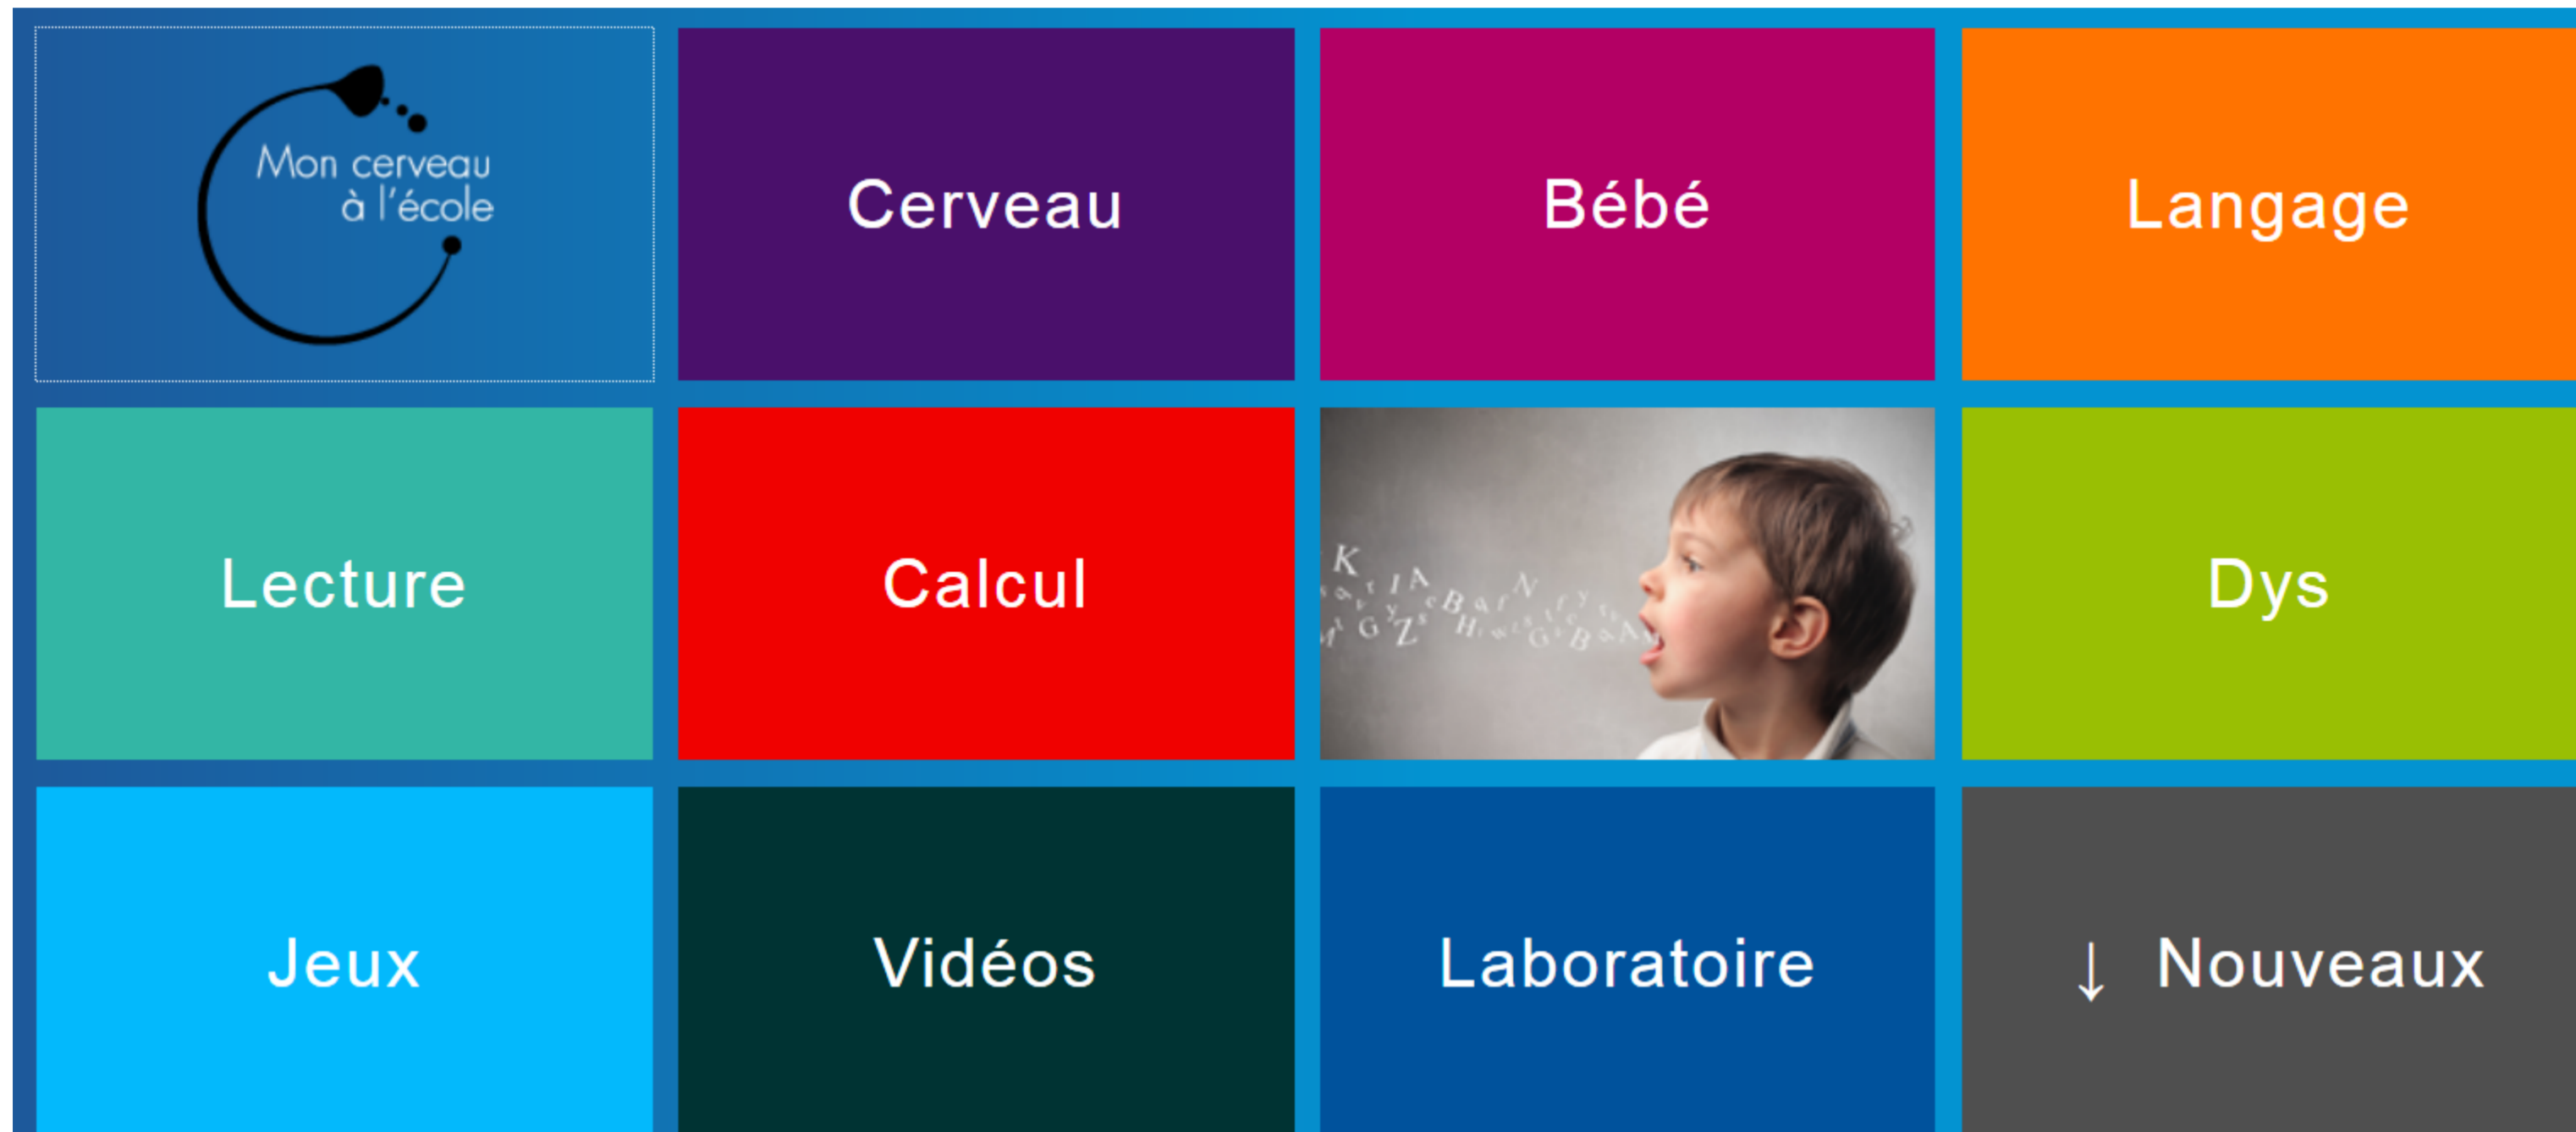 Mon cerveau
à l'école
Cerveau
Bébé
Langage
Lecture
Calcul
Dys
Jeux
Vidéos
Laboratoire
↓ Nouveaux